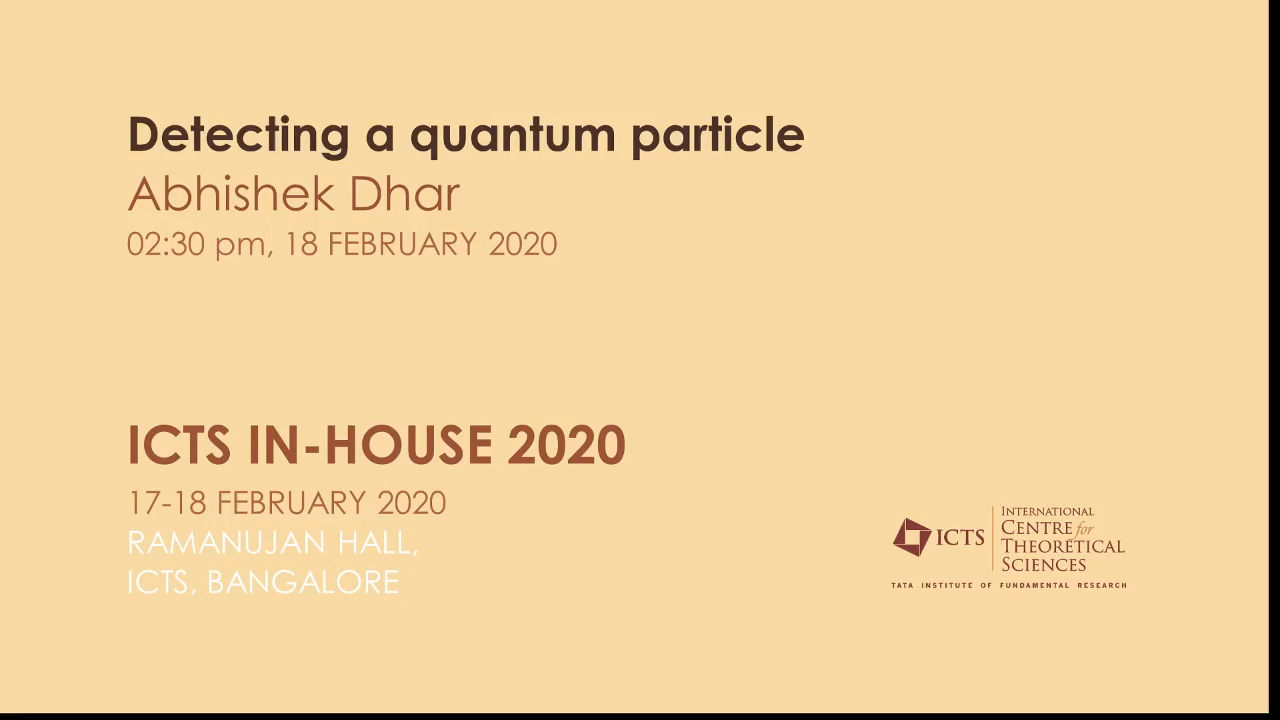 Detecting a quantum particle
Abhishek Dhar
02:30 pm, 18 FEBRUARY 2020
ICTS IN-HOUSE 2020
17-18 FEBRUARY 2020
RAMANUJAN HALL,
ICTS, BANGALORE
ICTS
INTERNATIONAL
CENTRE for
THEORETICAL
SCIENCES
TATA INSTITUTE OF FUNDAMENTAL RESEARCH